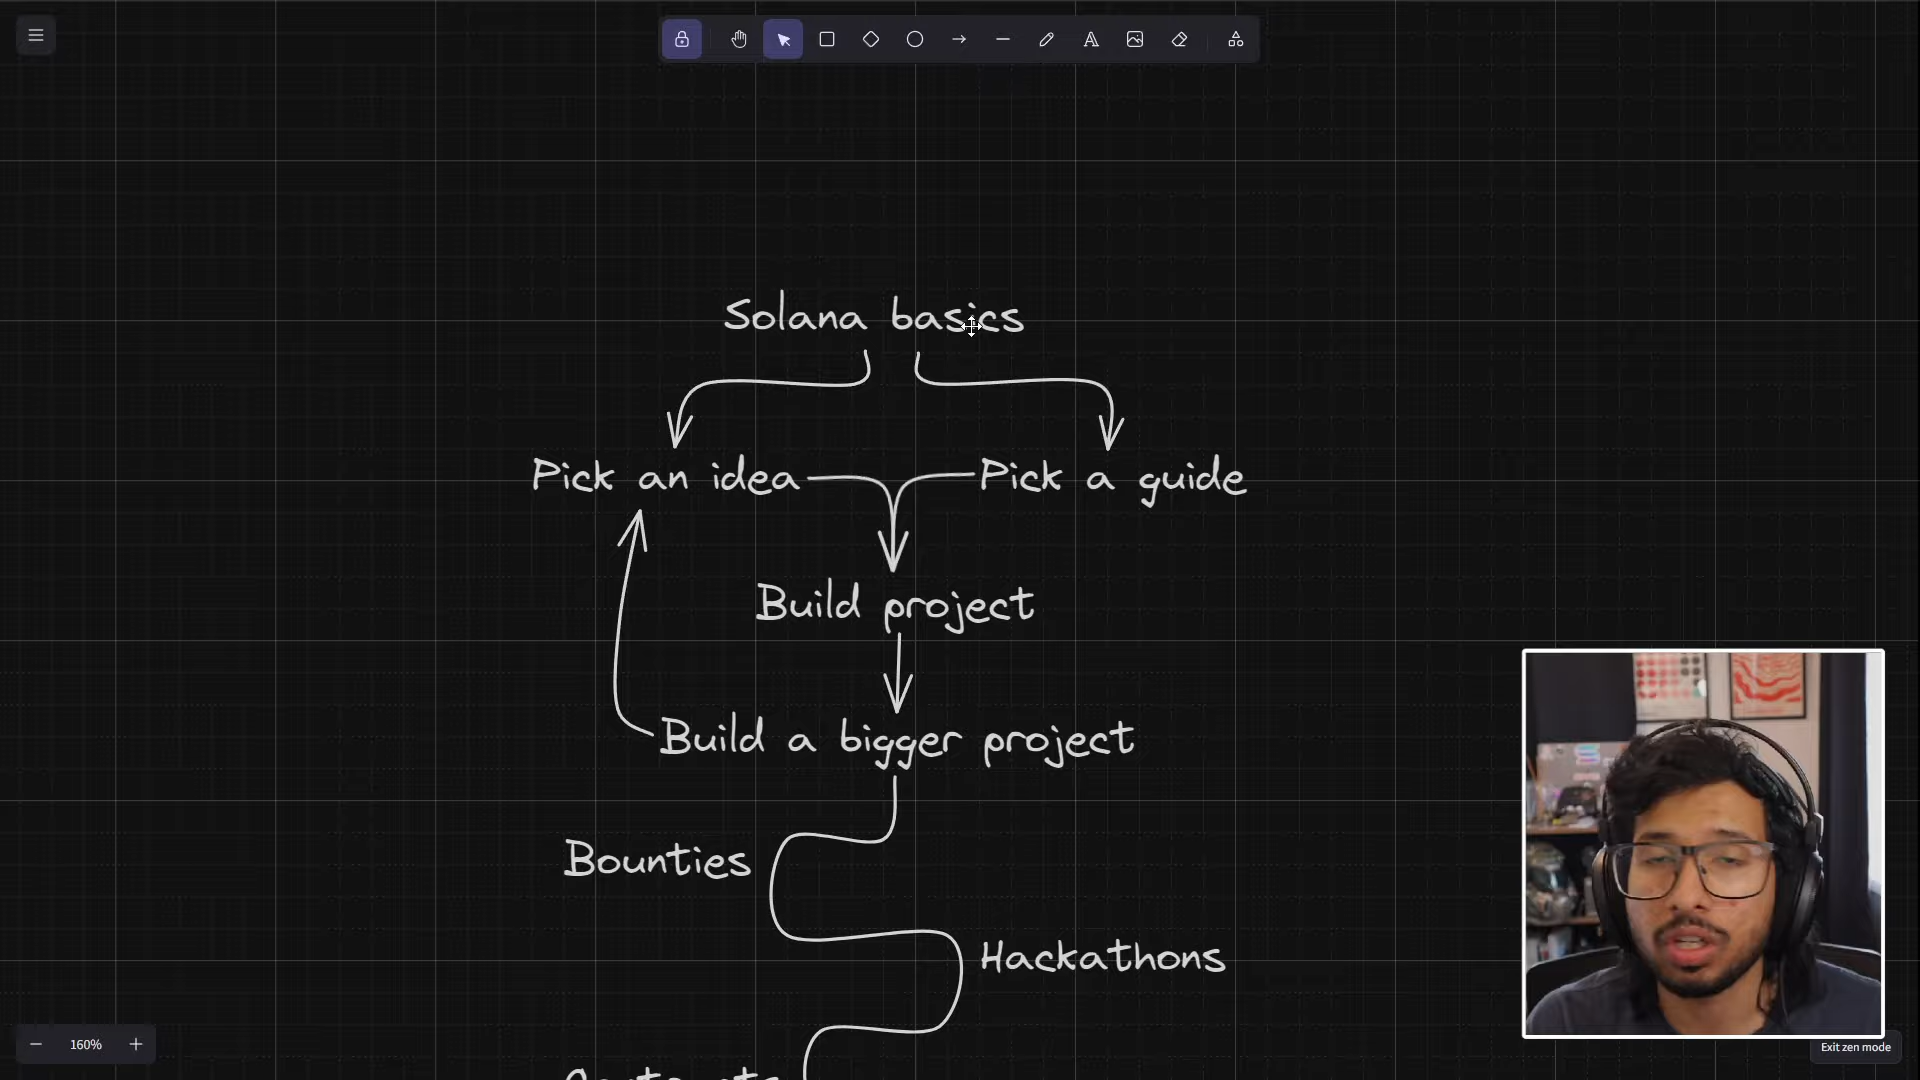 Solana basics
Pick an idea
Pick a guide
Build project
Build a bigger project
Bounties
Hackathons
160%
Exit zen mode